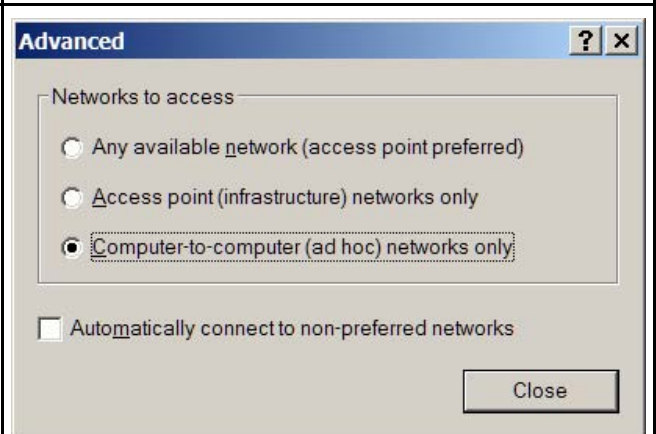 Advanced
Networks to access
Any available network (access point preferred)
Access point (infrastructure) networks only
Computer-to-computer (ad hoc) networks only
Automatically connect to non-preferred networks
Close